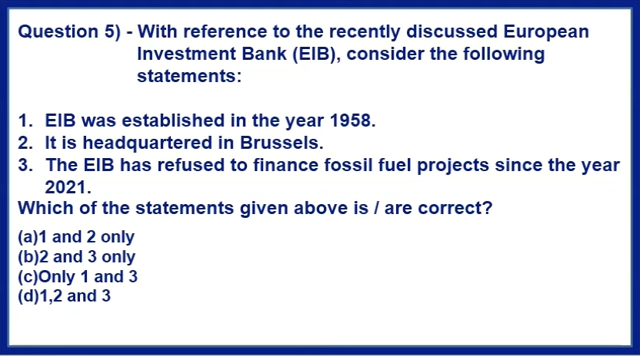 Question 5) - With reference to the recently discussed European
Investment Bank (EIB), consider the following
statements:
1. EIB was established in the year 1958.
2. It is headquartered in Brussels.
3. The EIB has refused to finance fossil fuel projects since the year
2021.
Which of the statements given above is / are correct?
(a)1 and 2 only
(b)2 and 3 only
(c)Only 1 and 3
(d)1,2 and 3